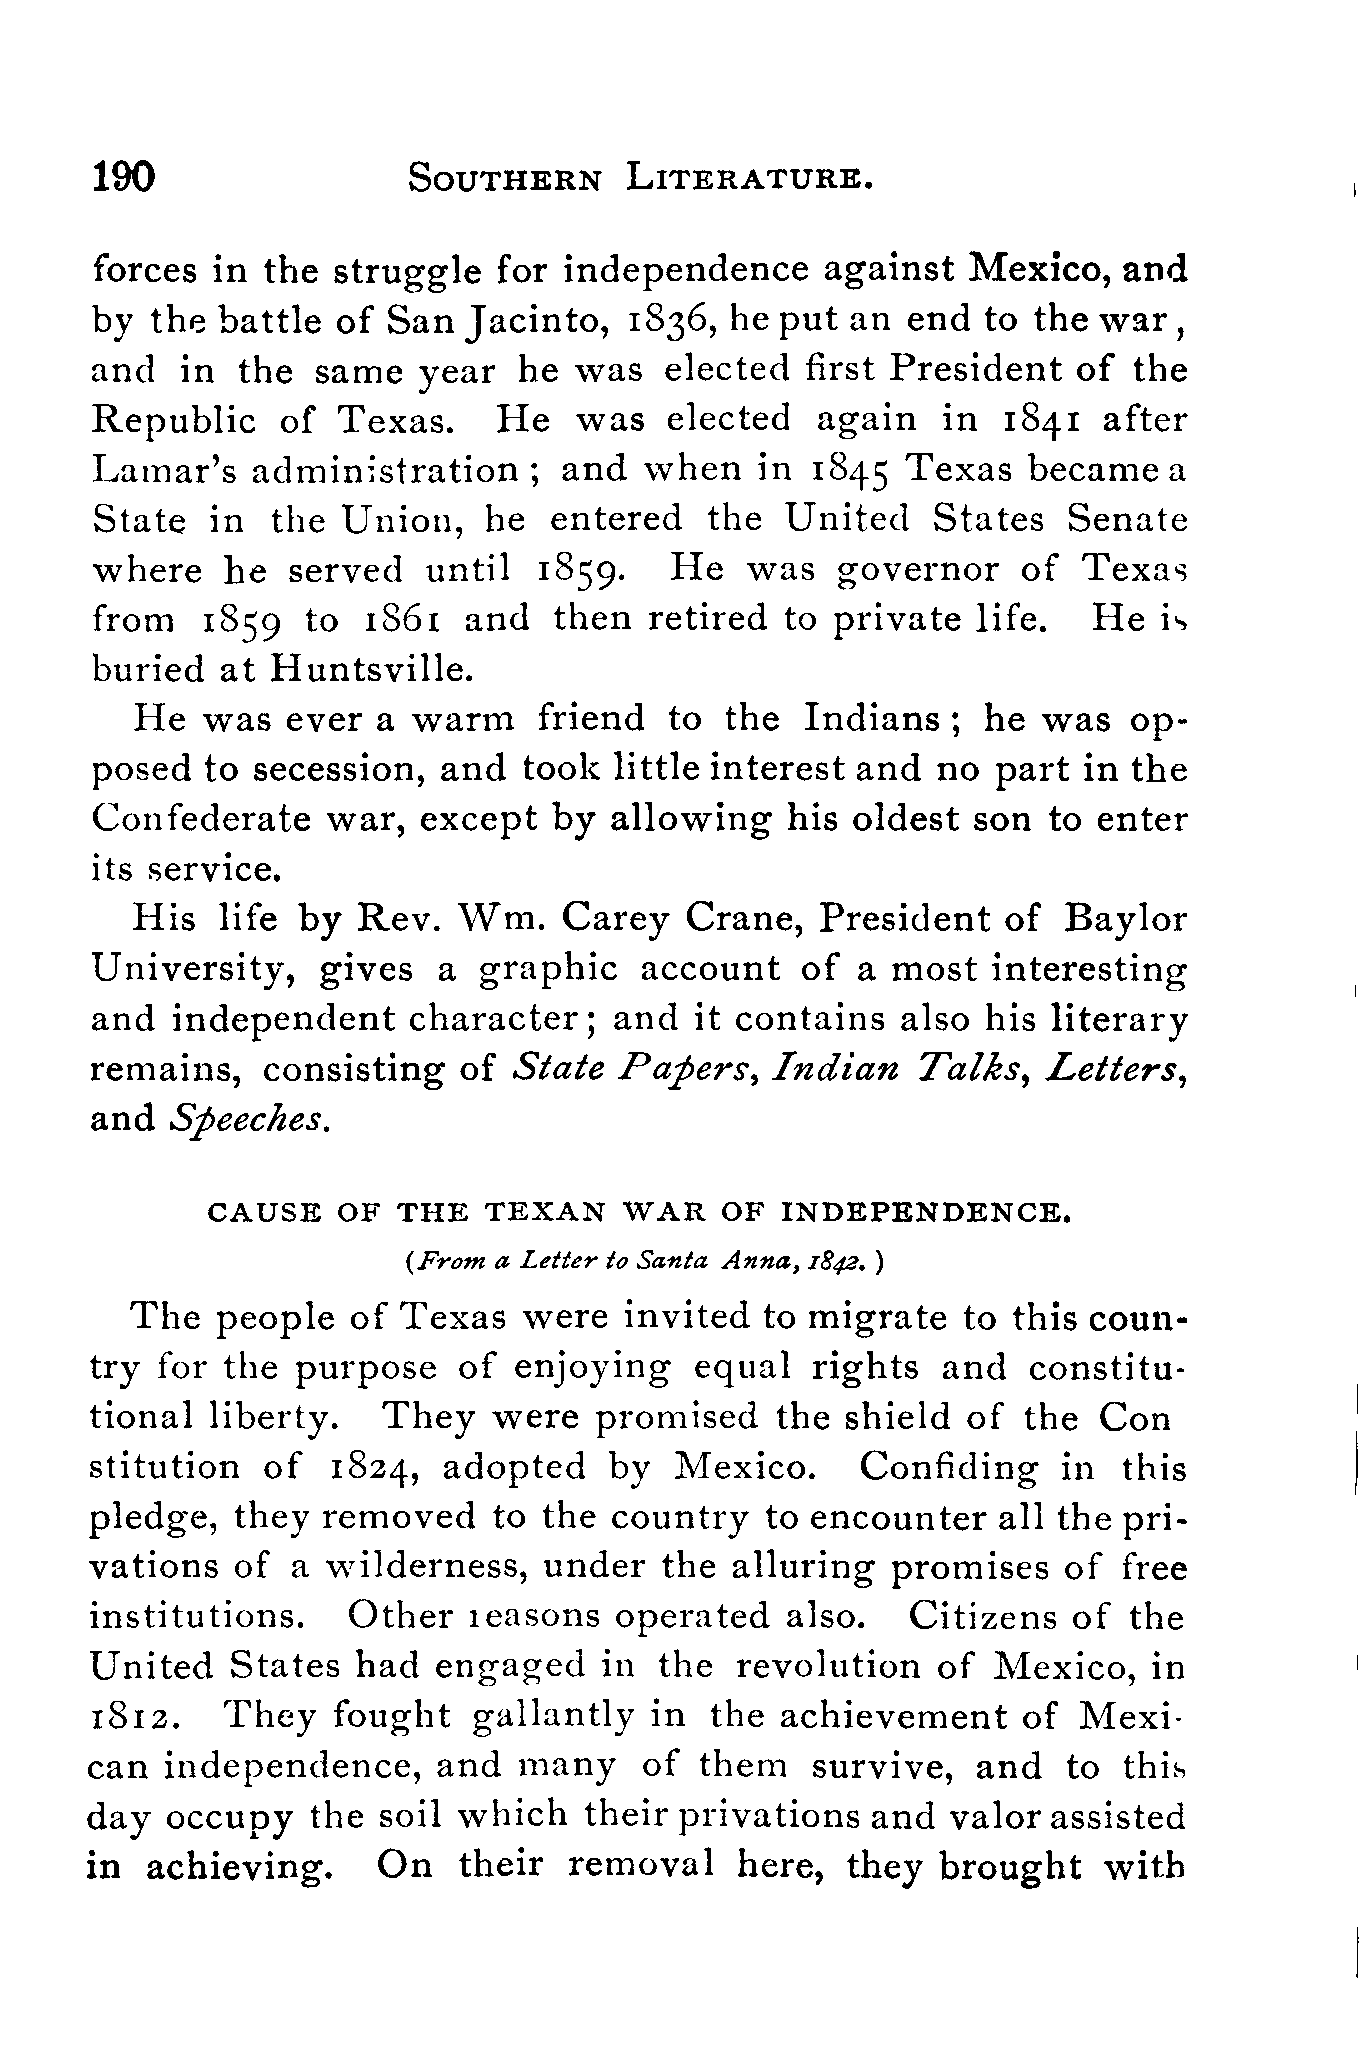 190 SOUTHERN LITERATURE.
forces in the struggle for independence against Mexico, and
by the battle of San Jacinto, 1836, he put an end to the war,
and in the same year he was elected first President of the
Republic of Texas. He was elected again in 1841 after
Lamar's administration; and when in 1845 Texas became a
State in the Union, he entered the United States Senate
where he served until 1859. He was governor of Texas
from 1859 to 1861 and then retired to private life. He is
buried at Huntsville.
He was ever a warm friend to the Indians; he was op-
posed to secession, and took little interest and no part in the
Confederate war, except by allowing his oldest son to enter
its service.
His life by Rev. Wm. Carey Crane, President of Baylor
University, gives a graphic account of a most interesting
and independent character; and it contains also his literary
remains, consisting of State Papers, Indian Talks, Letters,
and Speeches.
CAUSE OF THE TEXAN WAR OF INDEPENDENCE.
(From a Letter to Santa Anna, 1842.)
The people of Texas were invited to migrate to this coun-
try for the purpose of enjoying equal rights and constitu-
tional liberty. They were promised the shield of the Con
stitution of 1824, adopted by Mexico. Confiding in this
pledge, they removed to the country to encounter all the pri-
vations of a wilderness, under the alluring promises of free
institutions. Other reasons operated also. Citizens of the
United States had engaged in the revolution of Mexico, in
1812. They fought gallantly in the achievement of Mexi-
can independence, and many of them survive, and to this
day occupy the soil which their privations and valor assisted
in achieving. On their removal here, they brought with